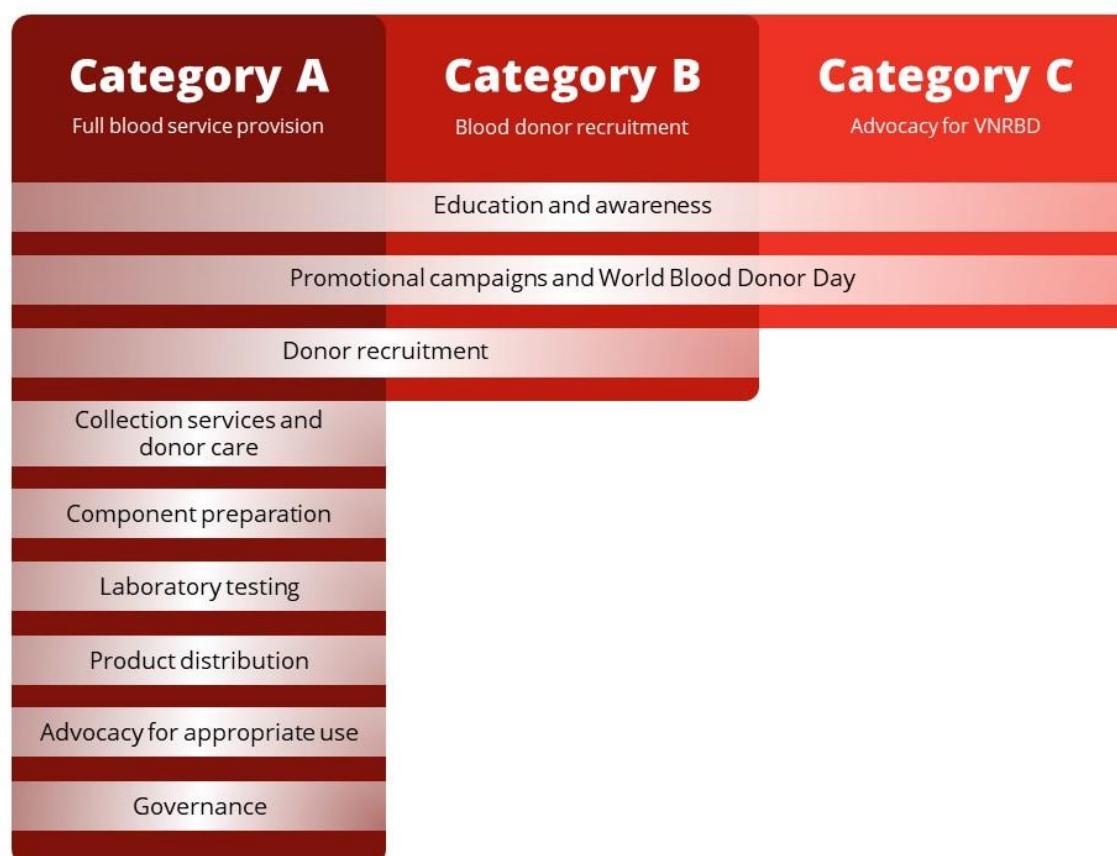 Category A
Full blood service provision
Category B
Blood donor recruitment
Category C
Advocacy for VNRBD
Education and awareness
Promotional campaigns and World Blood Donor Day
Donor recruitment
Collection services and
donor care
Component preparation
Laboratory testing
Product distribution
Advocacy for appropriate use
Governance